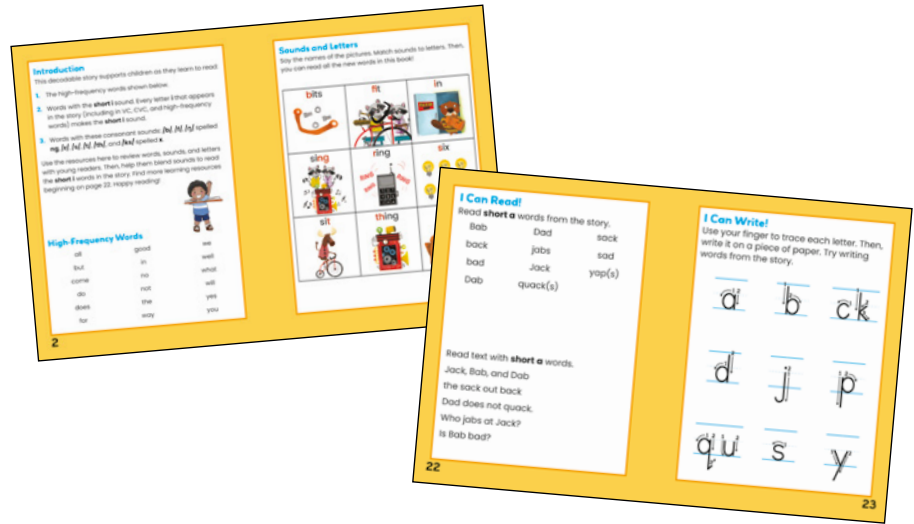 Introduction
This decodable story supports children as they learn to read
1. The high-frequency words shown below.
2. Words with the short i sound. Every letter i that appears
in the story (including in VC, CVC, and high-frequency
words) makes the short i sound.
3. Words with these consonant sounds:
ng, and /ks/ spelled x.
Use the resources here to review words, sounds, and letters
with young readers. Then, help them blend sounds to read
the short i words in the story. Find more learning resources
beginning on page 22. Happy reading!
High-Frequency Words
all good we
but in well
come no what
do not will
does the yes
for way you
2
Sounds and Letters
Say the names of the pictures. Match sounds to letters. Then,
you can read all the new words in this book!
bits fit in
sing ring six
sit thing
I Can Read!
Read short a words from the story.
Bab Dad sack
back jabs sad
bad Jack yap(s)
Dab quack(s)
Read text with short a words.
Jack, Bab, and Dab
the sack out back
Dad does not quack.
Who jabs at Jack?
Is Bab bad?
22
I Can Write!
Use your finger to trace each letter. Then,
write it on a piece of paper. Try writing
words from the story.
a b ck
d j p
qu s y
23